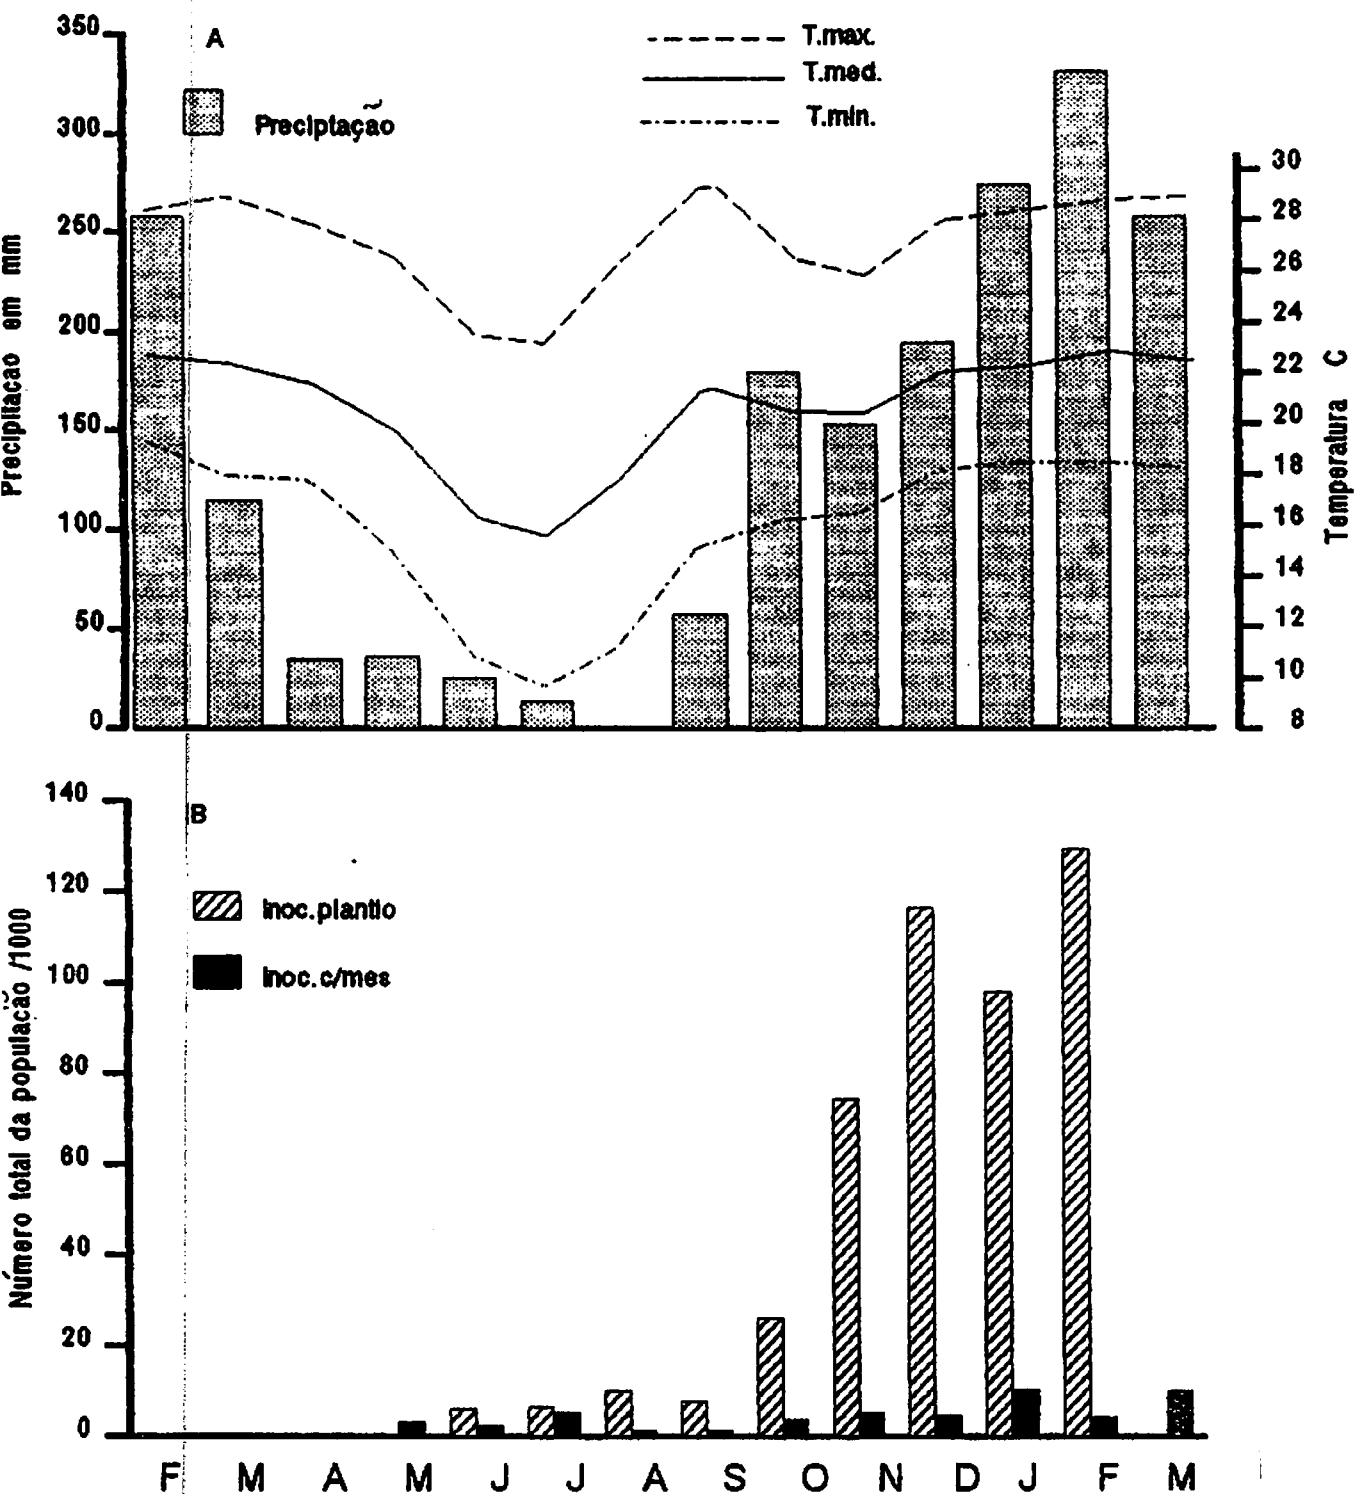 A
T.max.
T.med.
T.min.
Preciptação
350
300
250
200
150
100
50
0
Precipitaçao em mm
30
28
26
24
22
20
18
16
14
12
10
8
Temperatura C
B
Inoc.plantio
Inoc.c/mes
140
120
100
80
60
40
20
0
Número total da populacão /1000
F M A M J J A S O N D J F M